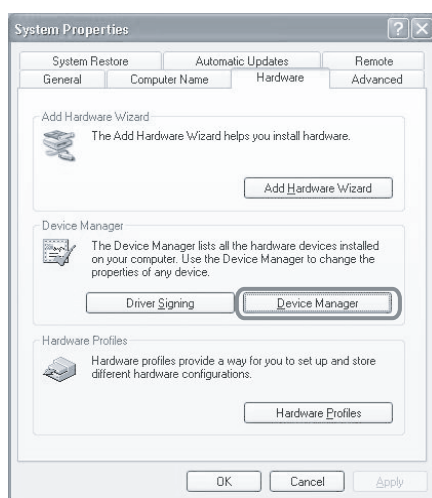 System Properties
System Restore Automatic Updates Remote
General Computer Name Hardware Advanced
Add Hardware Wizard
The Add Hardware Wizard helps you install hardware.
Add Hardware Wizard
Device Manager
The Device Manager lists all the hardware devices installed
on your computer. Use the Device Manager to change the
properties of any device.
Driver Signing Device Manager
Hardware Profiles
Hardware profiles provide a way for you to set up and store
different hardware configurations.
Hardware Profiles
OK Cancel Apply